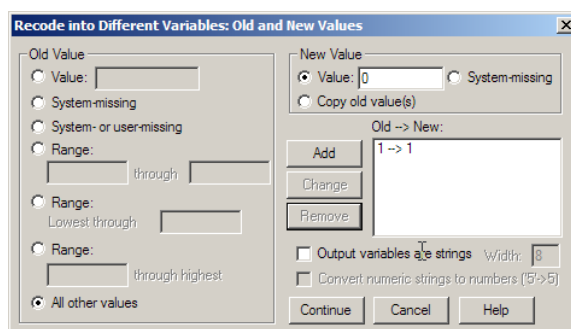 Recode into Different Variables: Old and New Values
Old Value
Value:
System-missing
System- or user-missing
Range:
through
Range:
Lowest through
Range:
through highest
All other values
New Value
Value: 0 System-missing
Copy old value(s)
Old --> New:
1 --> 1
Add
Change
Remove
Output variables are strings Width: 8
Convert numeric strings to numbers ('5'->5)
Continue Cancel Help